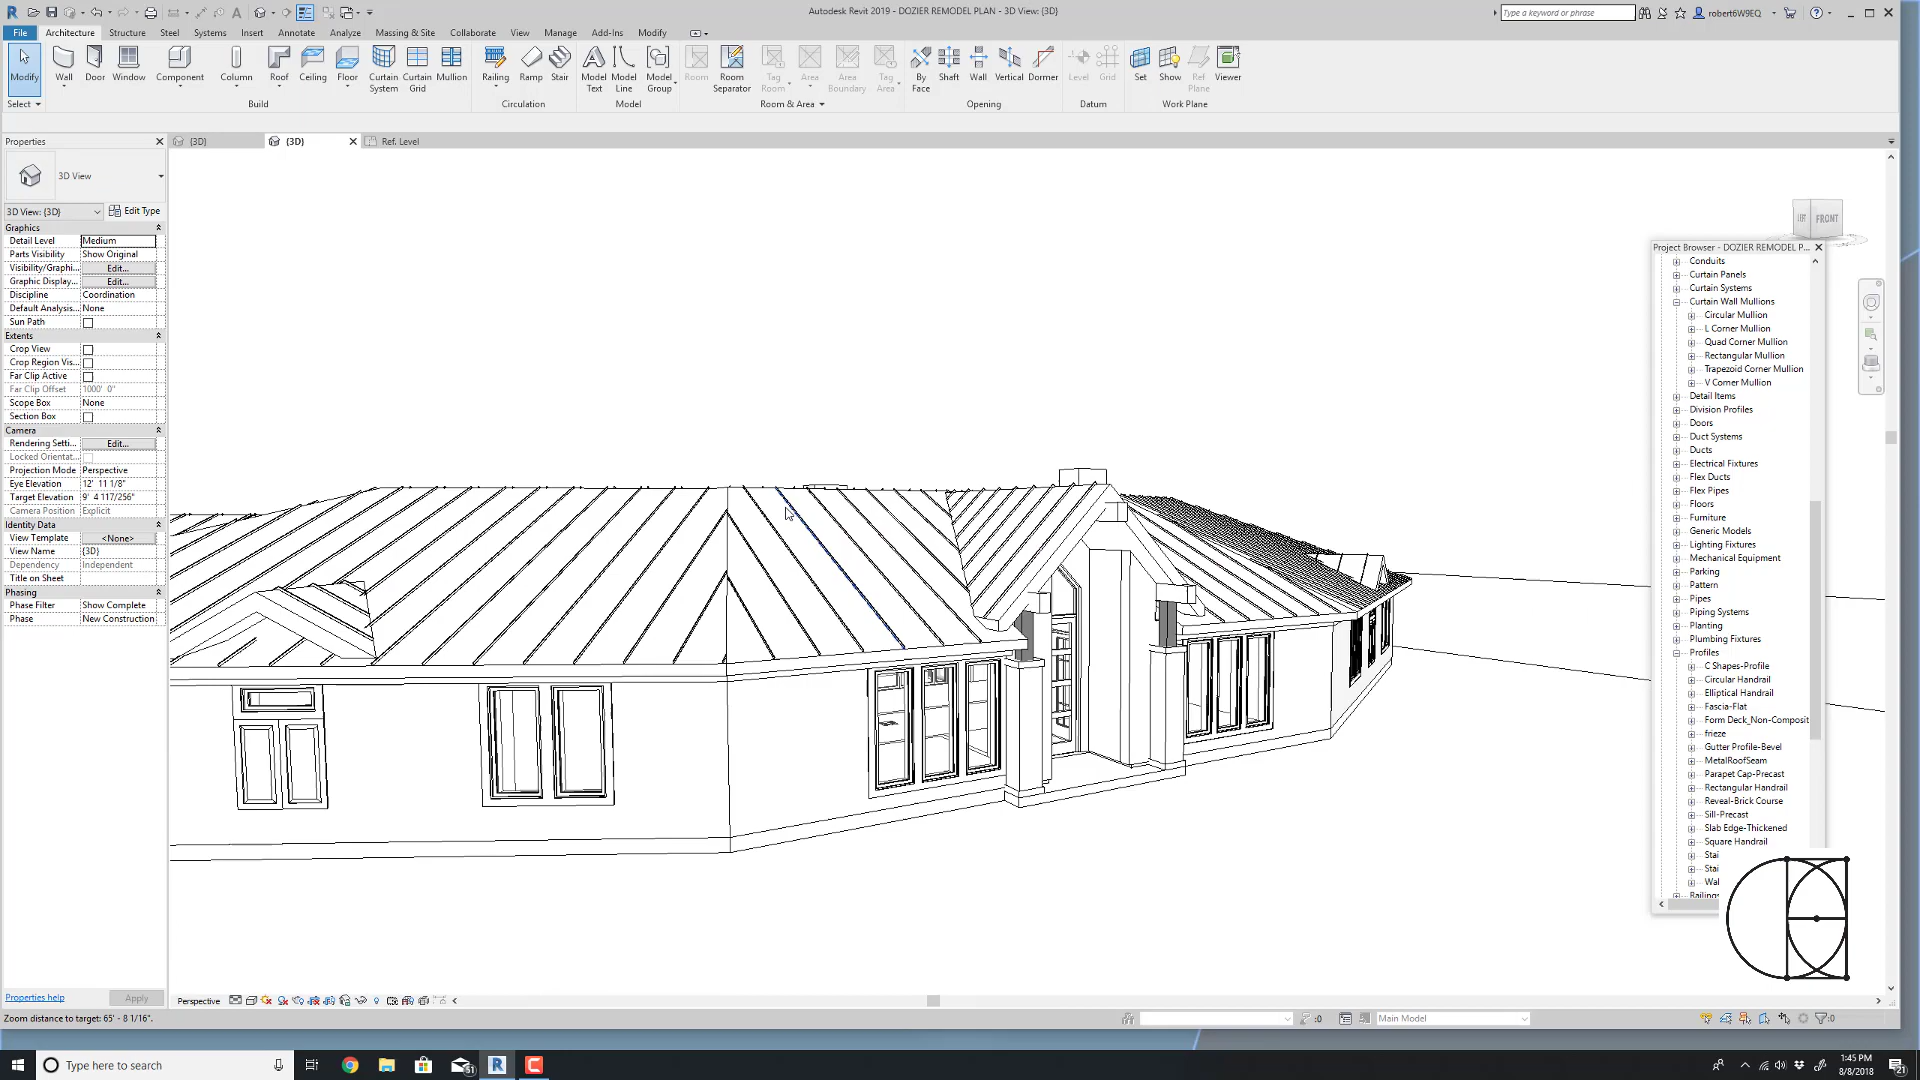 Autodesk Revit 2019 - DOZIER REMODEL PLAN - 3D View: {3D}
Type a keyword or phrase
robert6W9EQ
File Architecture Structure Steel Systems Insert Annotate Analyze Massing & Site Collaborate View Manage Add-Ins Modify
Modify Wall Door Window Component Column Roof Ceiling Floor Curtain System Curtain Grid Mullion Railing Ramp Stair Model Text Model Line Model Group Room Room Separator Tag Room Area Area Boundary Tag Area By Face Shaft Wall Vertical Dormer Level Grid Set Show Ref Plane Viewer
Select Build Circulation Model Room & Area Opening Datum Work Plane
Properties
{3D} {3D} Ref. Level
3D View
3D View: {3D} Edit Type
Graphics
Detail Level Medium
Parts Visibility Show Original
Visibility/Graphi... Edit...
Graphic Display... Edit...
Discipline Coordination
Default Analysis... None
Sun Path
Extents
Crop View
Crop Region Vis...
Far Clip Active
Far Clip Offset 1000' 0"
Scope Box None
Section Box
Camera
Rendering Setti... Edit...
Locked Orientat...
Projection Mode Perspective
Eye Elevation 12' 11 1/8"
Target Elevation 9' 4 117/256"
Camera Position Explicit
Identity Data
View Template <None>
View Name {3D}
Dependency Independent
Title on Sheet
Phasing
Phase Filter Show Complete
Phase New Construction
Properties help Apply
LEFT FRONT
Project Browser - DOZIER REMODEL P...
Conduits
Curtain Panels
Curtain Systems
Curtain Wall Mullions
Circular Mullion
L Corner Mullion
Quad Corner Mullion
Rectangular Mullion
Trapezoid Corner Mullion
V Corner Mullion
Detail Items
Division Profiles
Doors
Duct Systems
Ducts
Electrical Fixtures
Flex Ducts
Flex Pipes
Floors
Furniture
Generic Models
Lighting Fixtures
Mechanical Equipment
Parking
Pattern
Pipes
Piping Systems
Planting
Plumbing Fixtures
Profiles
C Shapes-Profile
Circular Handrail
Elliptical Handrail
Fascia-Flat
Form Deck_Non-Composit
frieze
Gutter Profile-Bevel
MetalRoofSeam
Parapet Cap-Precast
Rectangular Handrail
Reveal-Brick Course
Sill-Precast
Slab Edge-Thickened
Square Handrail
Stai
Stai
Wal
Railings
Perspective
Zoom distance to target: 65' - 8 1/16".
:0 Main Model :0
Type here to search
51
1:45 PM
8/8/2018
21